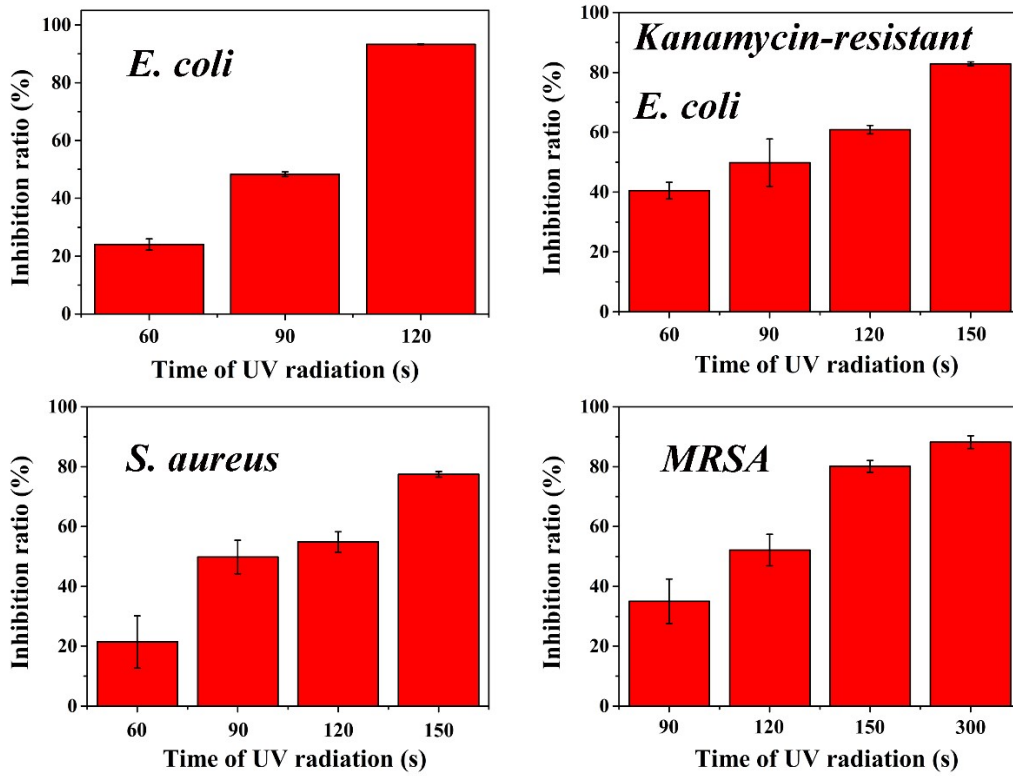 E. coli
Inhibition ratio (%)
100
80
60
40
20
0
60 90 120
Time of UV radiation (s)
Kanamycin-resistant
E. coli
Inhibition ratio (%)
100
80
60
40
20
0
60 90 120 150
Time of UV radiation (s)
S. aureus
Inhibition ratio (%)
100
80
60
40
20
0
60 90 120 150
Time of UV radiation (s)
MRSA
Inhibition ratio (%)
100
80
60
40
20
0
90 120 150 300
Time of UV radiation (s)